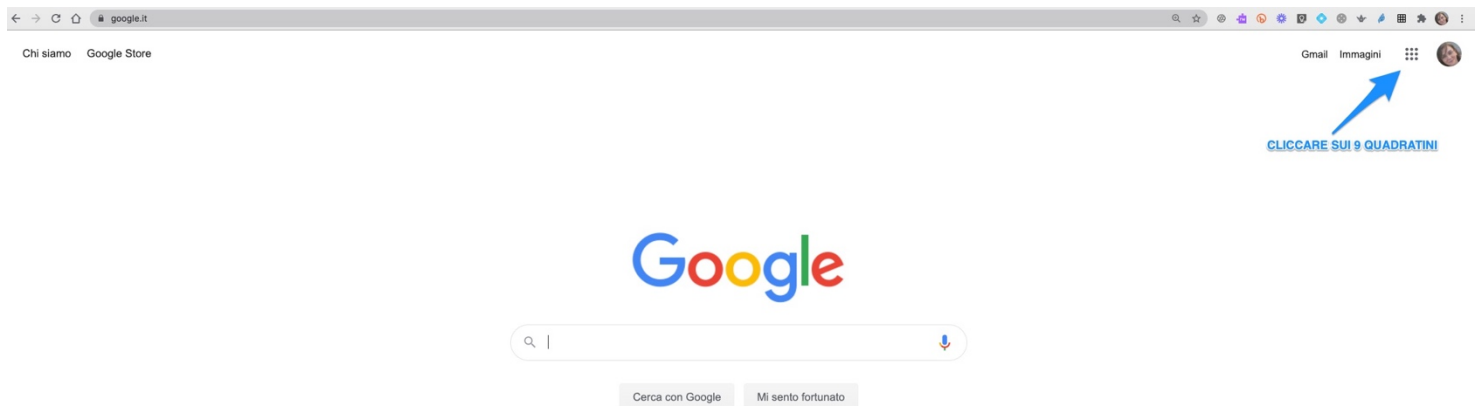 google.it
Chi siamo Google Store
Gmail Immagini
CLICCARE SUI 9 QUADRATINI
Google
Cerca con Google Mi sento fortunato